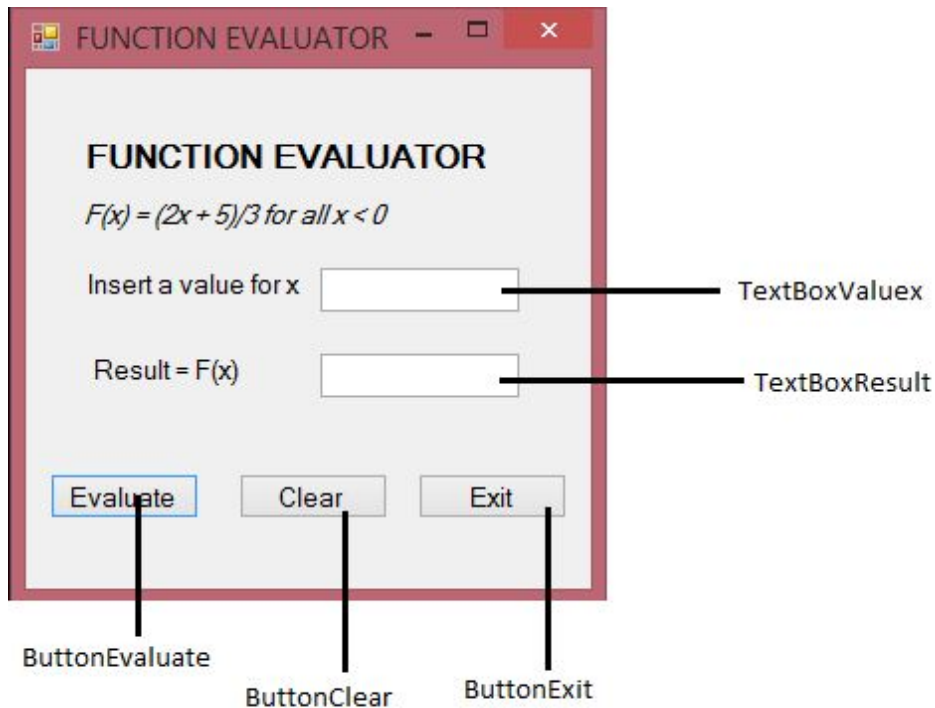 FUNCTION EVALUATOR
FUNCTION EVALUATOR
F(x) = (2x + 5)/3 for all x < 0
Insert a value for x
TextBoxValuex
Result = F(x)
TextBoxResult
Evaluate Clear Exit
ButtonEvaluate
ButtonClear
ButtonExit